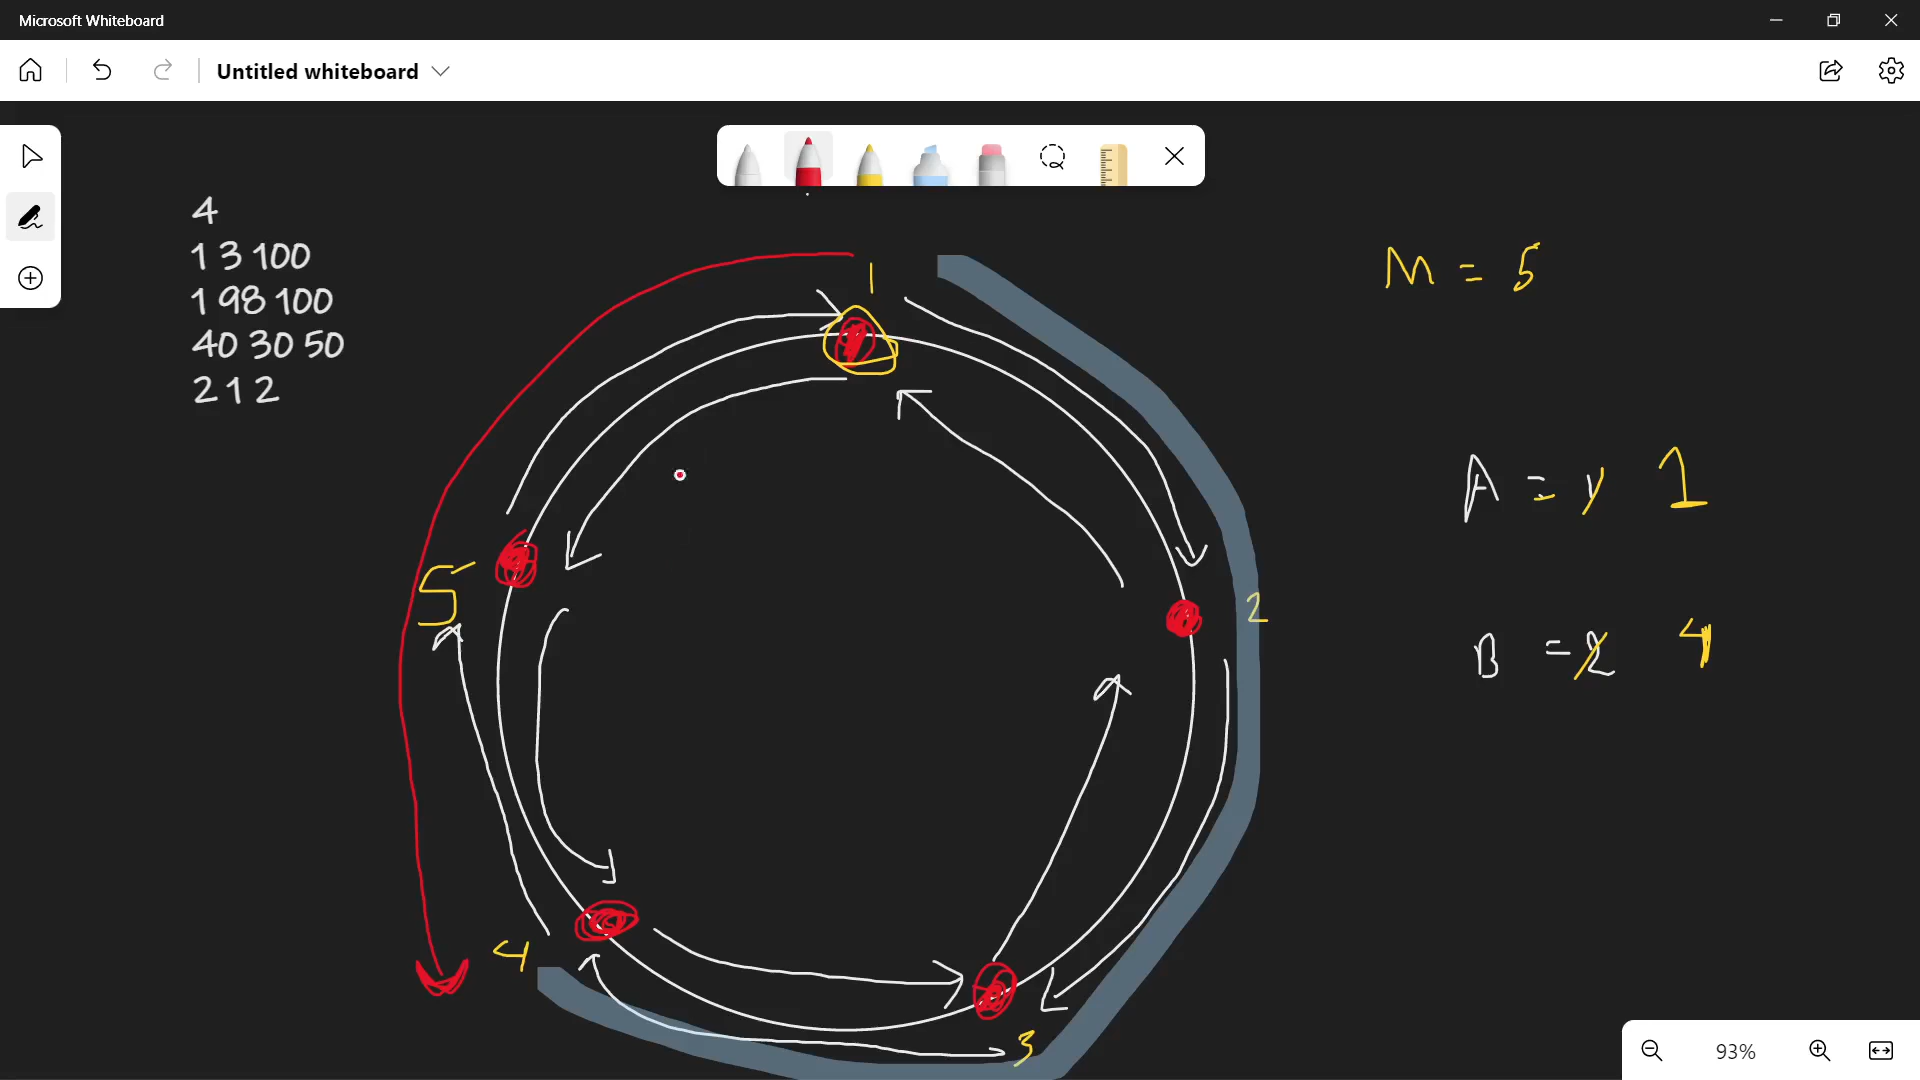 Microsoft Whiteboard
Untitled whiteboard
4
1 3 100
1 98 100
40 30 50
2 1 2
M = 5
A = y 1
B = 2 4
1
2
3
4
5
93%